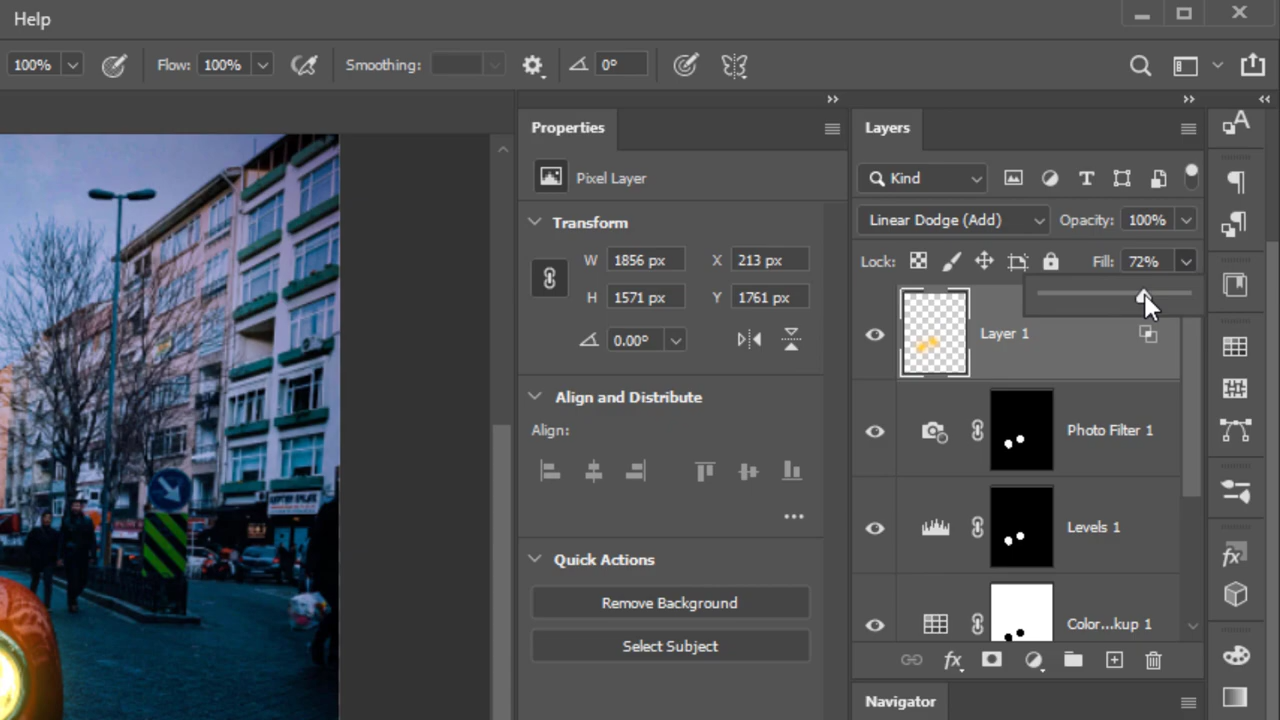 Help
100% Flow: 100% Smoothing: 0°
Properties
Layers
Pixel Layer
Kind
Transform
Linear Dodge (Add) Opacity: 100%
W 1856 px X 213 px
Lock: Fill: 72%
H 1571 px Y 1761 px
0.00°
Layer 1
Align and Distribute
Align:
Photo Filter 1
Levels 1
Quick Actions
Remove Background
Select Subject
Color...kup 1
Navigator